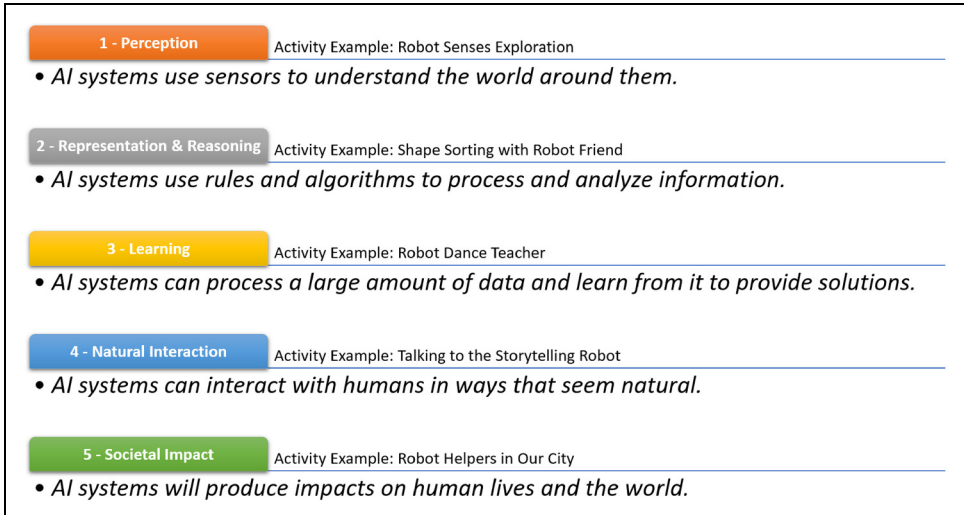 1 - Perception
Activity Example: Robot Senses Exploration
• AI systems use sensors to understand the world around them.
2 - Representation & Reasoning
Activity Example: Shape Sorting with Robot Friend
• AI systems use rules and algorithms to process and analyze information.
3 - Learning
Activity Example: Robot Dance Teacher
• AI systems can process a large amount of data and learn from it to provide solutions.
4 - Natural Interaction
Activity Example: Talking to the Storytelling Robot
• AI systems can interact with humans in ways that seem natural.
5 - Societal Impact
Activity Example: Robot Helpers in Our City
• AI systems will produce impacts on human lives and the world.